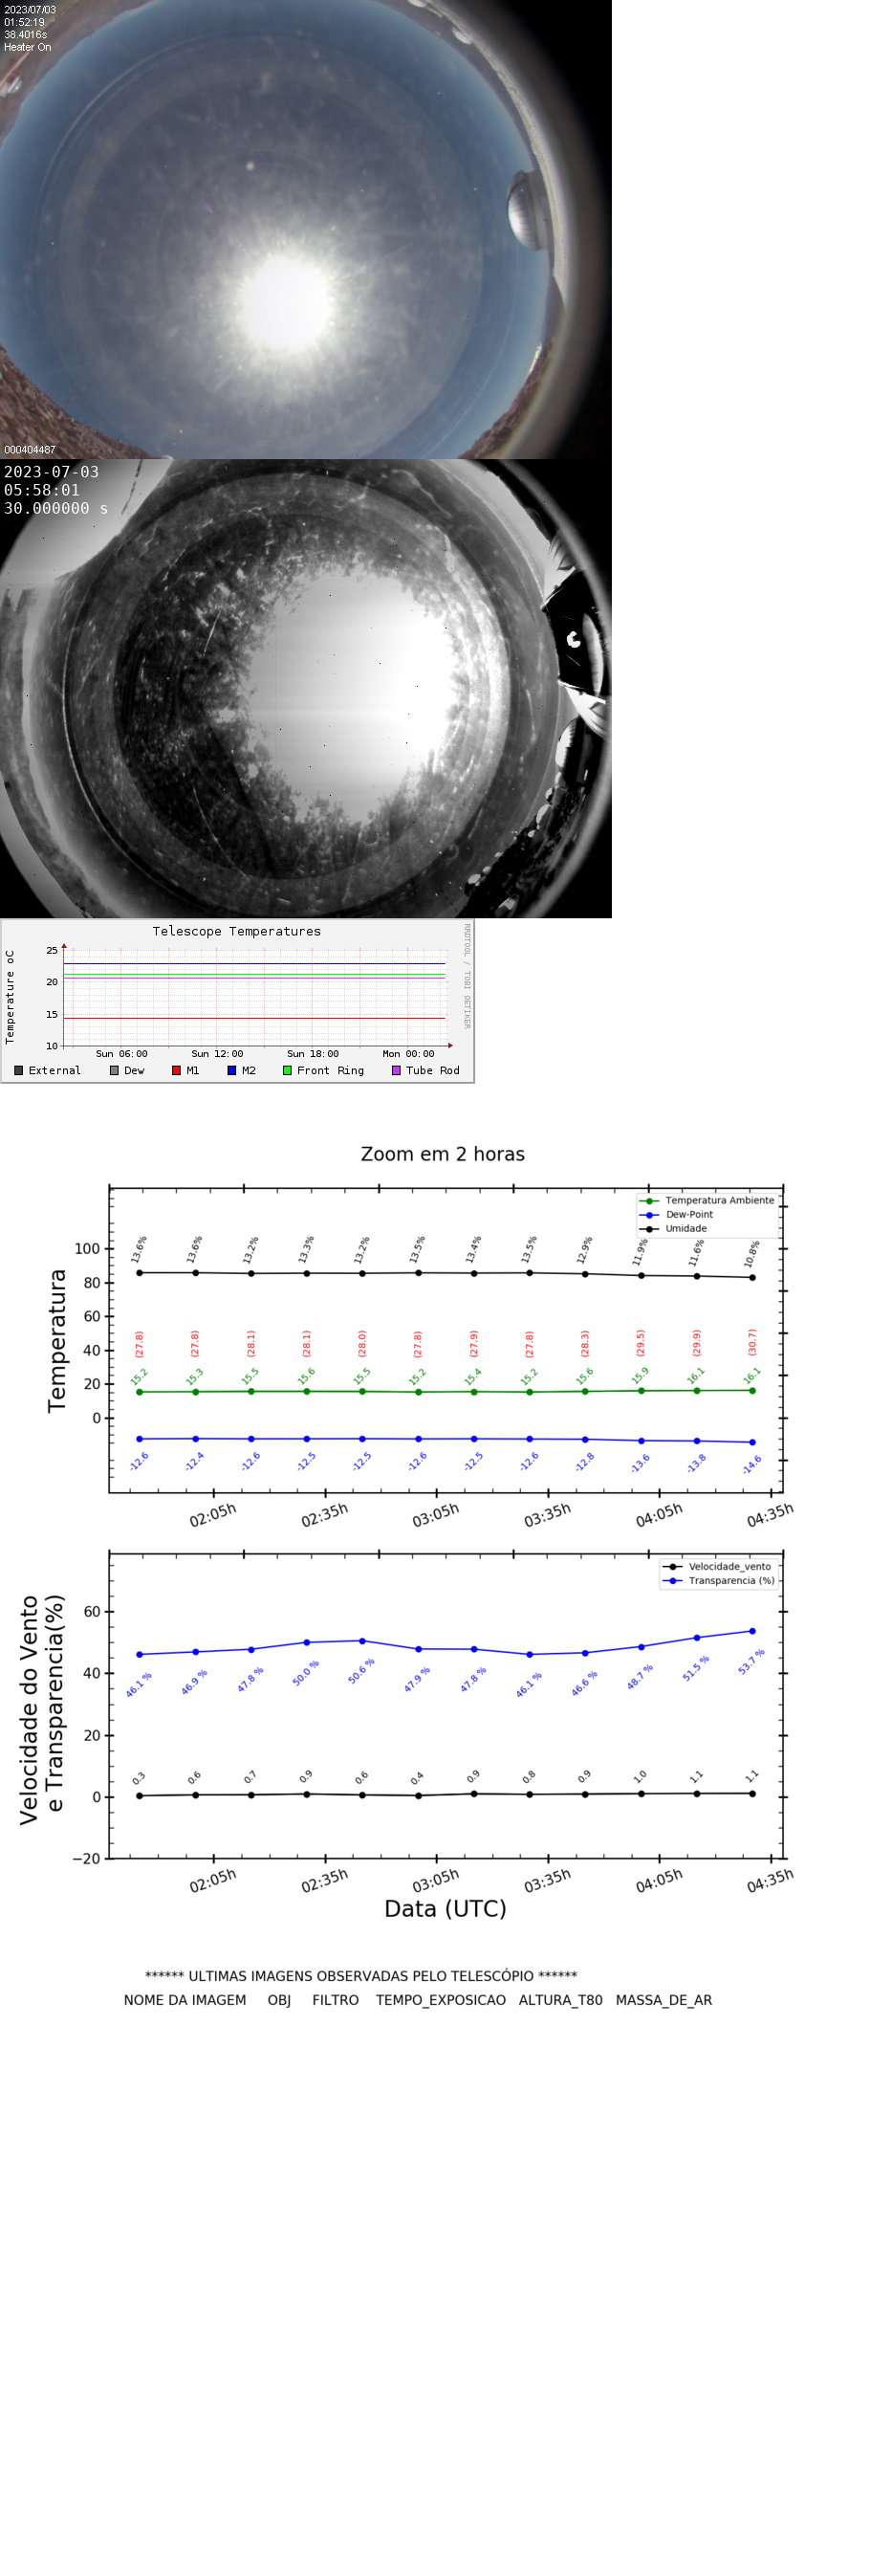 2023/07/03
01:52:19
38.4016s
Heater On
000404487
2023-07-03
05:58:01
30.000000 s
Telescope Temperatures
RRDTOOL / TOBI OETIKER
Temperature oC
25
20
15
10
Sun 06:00 Sun 12:00 Sun 18:00 Mon 00:00
External Dew M1 M2 Front Ring Tube Rod
Zoom em 2 horas
Temperatura
Temperatura Ambiente
Dew-Point
Umidade
100
80
60
40
20
0
13.6% 13.6% 13.2% 13.3% 13.2% 13.5% 13.4% 13.5% 12.9% 11.9% 11.6% 10.8%
(27.8) (27.8) (28.1) (28.1) (28.0) (27.8) (27.9) (27.8) (28.3) (29.5) (29.9) (30.7)
15.2 15.3 15.5 15.6 15.5 15.2 15.4 15.2 15.6 15.9 16.1 16.1
-12.6 -12.4 -12.6 -12.5 -12.5 -12.6 -12.5 -12.6 -12.8 -13.6 -13.8 -14.6
02:05h 02:35h 03:05h 03:35h 04:05h 04:35h
Velocidade do Vento
e Transparencia(%)
Velocidade_vento
Transparencia (%)
60
40
20
0
−20
46.1 % 46.9 % 47.8 % 50.0 % 50.6 % 47.9 % 47.8 % 46.1 % 46.6 % 48.7 % 51.5 % 53.7 %
0.3 0.6 0.7 0.9 0.6 0.4 0.9 0.8 0.9 1.0 1.1 1.1
02:05h 02:35h 03:05h 03:35h 04:05h 04:35h
Data (UTC)
****** ULTIMAS IMAGENS OBSERVADAS PELO TELESCÓPIO ******
NOME DA IMAGEM OBJ FILTRO TEMPO_EXPOSICAO ALTURA_T80 MASSA_DE_AR